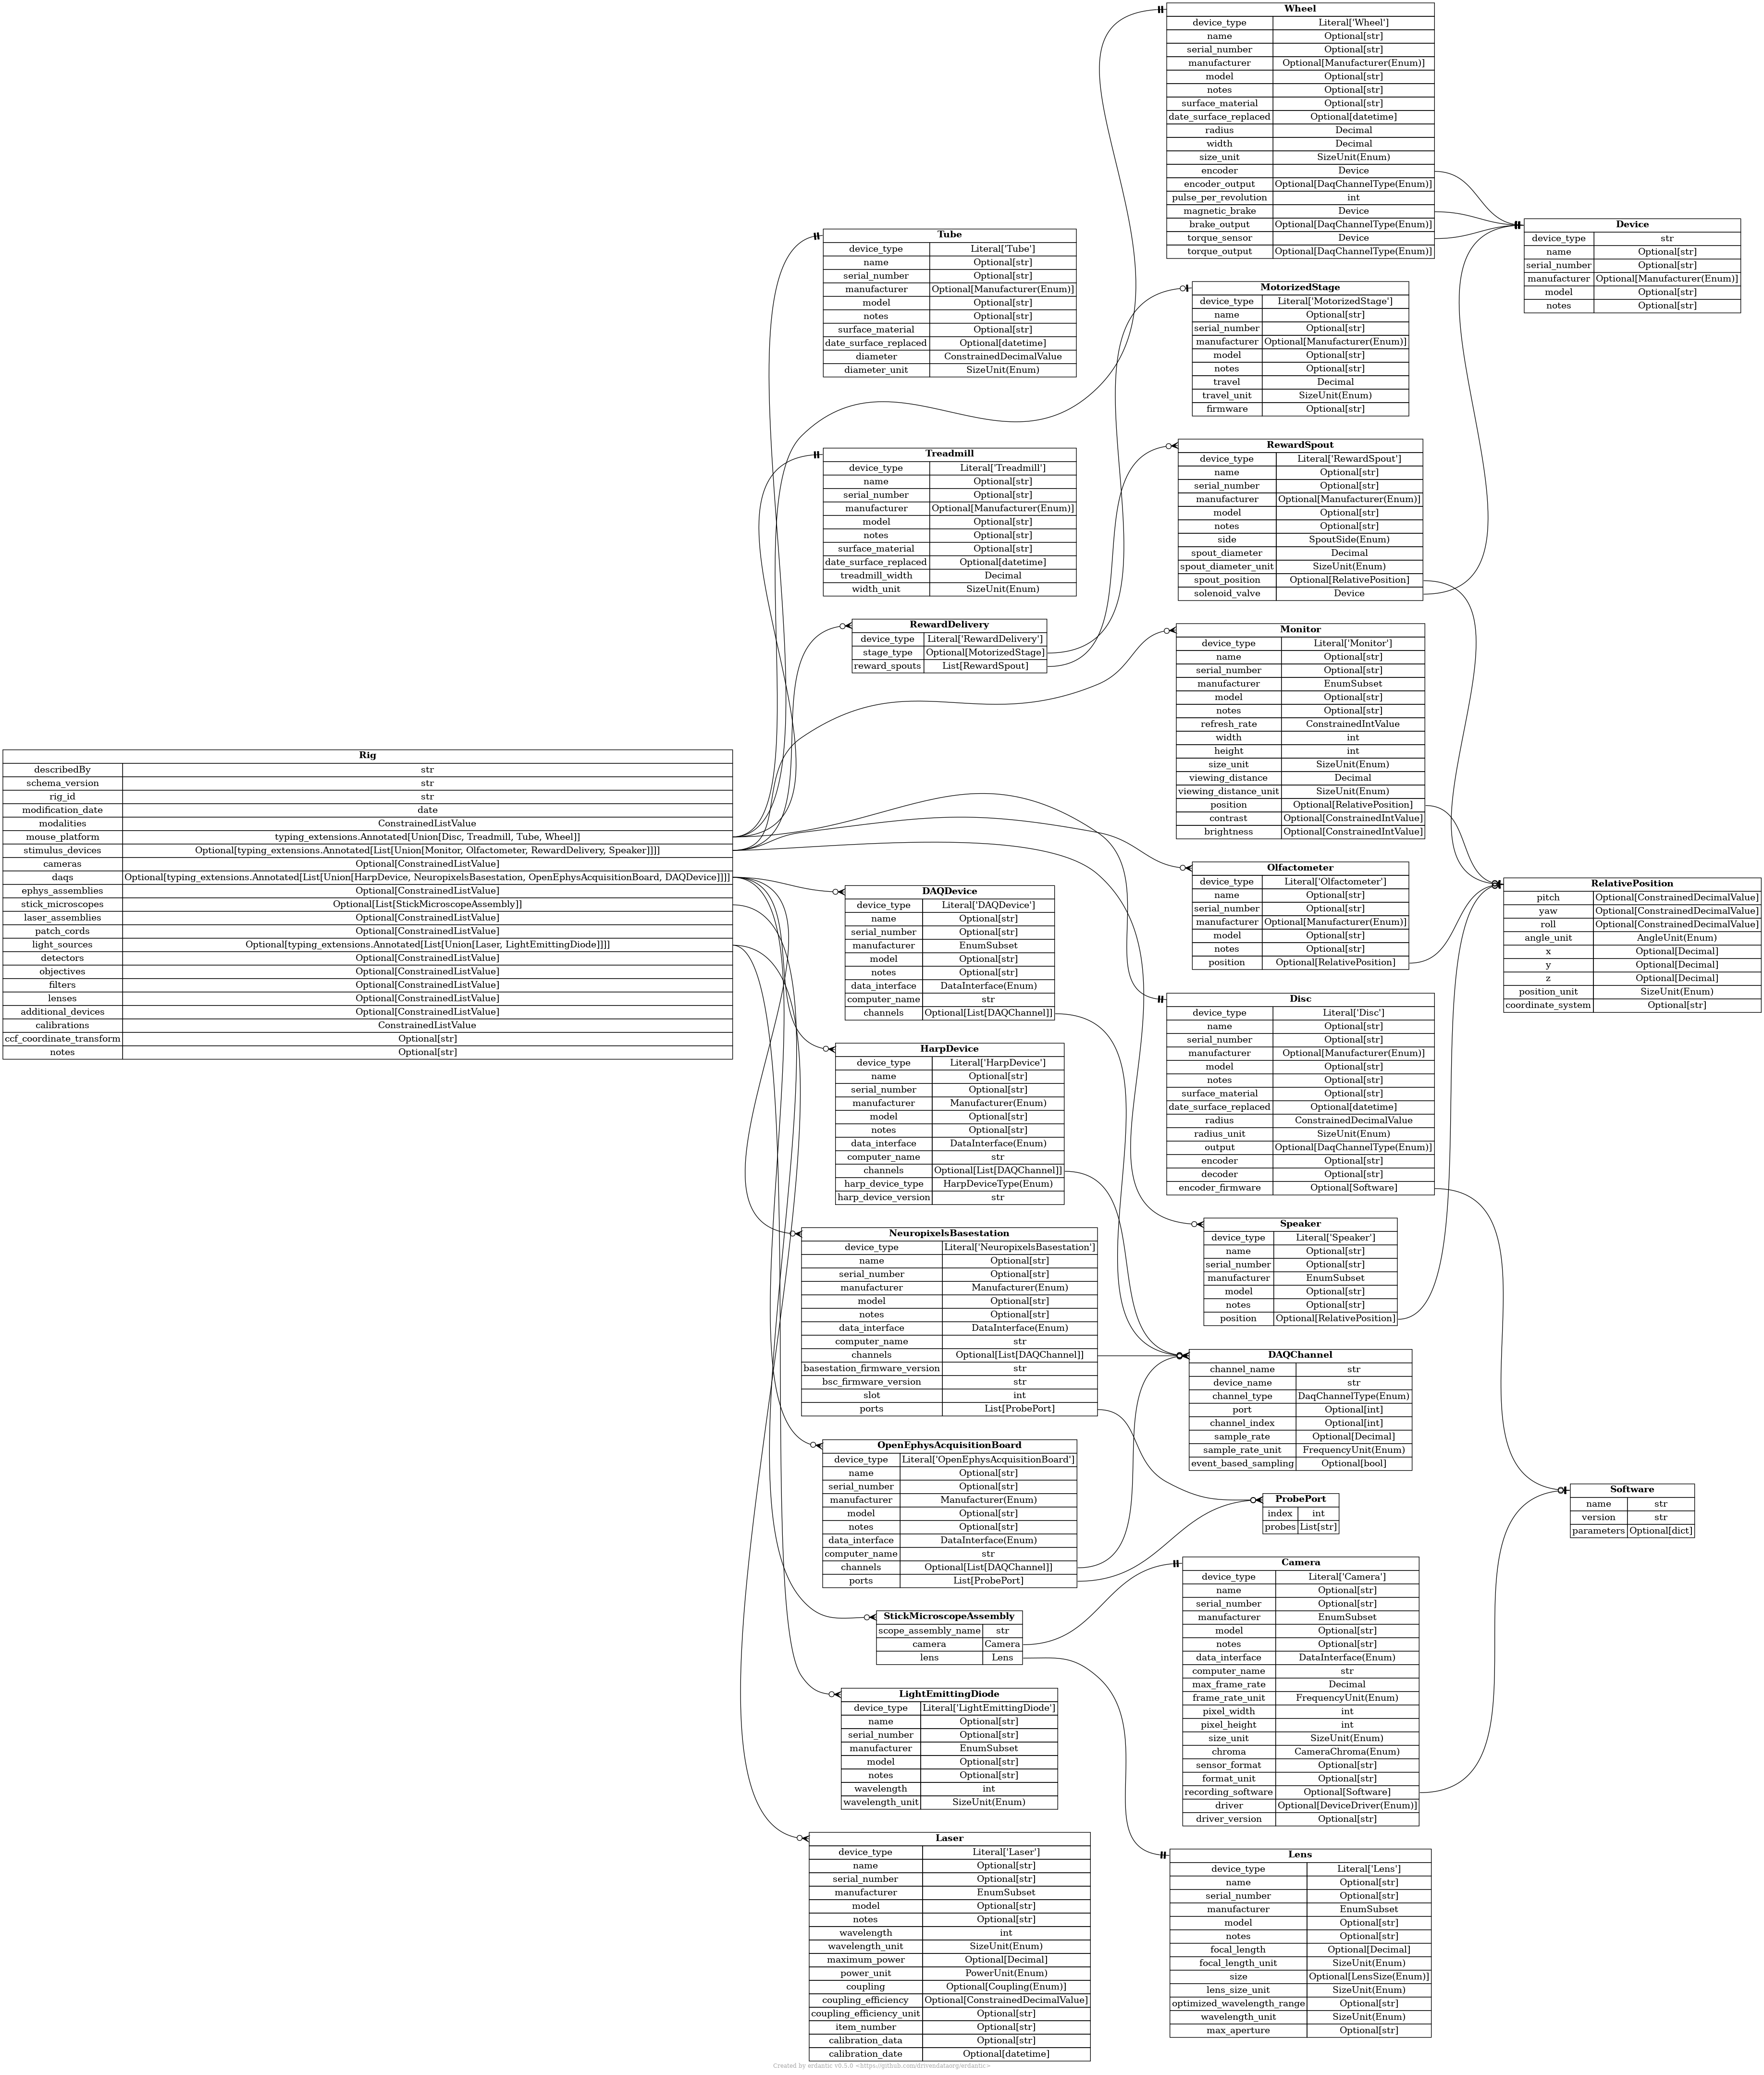 Wheel
device_type Literal['Wheel']
name Optional[str]
serial_number Optional[str]
manufacturer Optional[Manufacturer(Enum)]
model Optional[str]
notes Optional[str]
surface_material Optional[str]
date_surface_replaced Optional[datetime]
radius Decimal
width Decimal
size_unit SizeUnit(Enum)
encoder Device
encoder_output Optional[DaqChannelType(Enum)]
pulse_per_revolution int
magnetic_brake Device
brake_output Optional[DaqChannelType(Enum)]
torque_sensor Device
torque_output Optional[DaqChannelType(Enum)]
Device
device_type str
name Optional[str]
serial_number Optional[str]
manufacturer Optional[Manufacturer(Enum)]
model Optional[str]
notes Optional[str]
Tube
device_type Literal['Tube']
name Optional[str]
serial_number Optional[str]
manufacturer Optional[Manufacturer(Enum)]
model Optional[str]
notes Optional[str]
surface_material Optional[str]
date_surface_replaced Optional[datetime]
diameter ConstrainedDecimalValue
diameter_unit SizeUnit(Enum)
MotorizedStage
device_type Literal['MotorizedStage']
name Optional[str]
serial_number Optional[str]
manufacturer Optional[Manufacturer(Enum)]
model Optional[str]
notes Optional[str]
travel Decimal
travel_unit SizeUnit(Enum)
firmware Optional[str]
Treadmill
device_type Literal['Treadmill']
name Optional[str]
serial_number Optional[str]
manufacturer Optional[Manufacturer(Enum)]
model Optional[str]
notes Optional[str]
surface_material Optional[str]
date_surface_replaced Optional[datetime]
treadmill_width Decimal
width_unit SizeUnit(Enum)
RewardSpout
device_type Literal['RewardSpout']
name Optional[str]
serial_number Optional[str]
manufacturer Optional[Manufacturer(Enum)]
model Optional[str]
notes Optional[str]
side SpoutSide(Enum)
spout_diameter Decimal
spout_diameter_unit SizeUnit(Enum)
spout_position Optional[RelativePosition]
solenoid_valve Device
RewardDelivery
device_type Literal['RewardDelivery']
stage_type Optional[MotorizedStage]
reward_spouts List[RewardSpout]
Monitor
device_type Literal['Monitor']
name Optional[str]
serial_number Optional[str]
manufacturer EnumSubset
model Optional[str]
notes Optional[str]
refresh_rate ConstrainedIntValue
width int
height int
size_unit SizeUnit(Enum)
viewing_distance Decimal
viewing_distance_unit SizeUnit(Enum)
position Optional[RelativePosition]
contrast Optional[ConstrainedIntValue]
brightness Optional[ConstrainedIntValue]
Rig
describedBy str
schema_version str
rig_id str
modification_date date
modalities ConstrainedListValue
mouse_platform typing_extensions.Annotated[Union[Disc, Treadmill, Tube, Wheel]]
stimulus_devices Optional[typing_extensions.Annotated[List[Union[Monitor, Olfactometer, RewardDelivery, Speaker]]]]
cameras Optional[ConstrainedListValue]
daqs Optional[typing_extensions.Annotated[List[Union[HarpDevice, NeuropixelsBasestation, OpenEphysAcquisitionBoard, DAQDevice]]]]
ephys_assemblies Optional[ConstrainedListValue]
stick_microscopes Optional[List[StickMicroscopeAssembly]]
laser_assemblies Optional[ConstrainedListValue]
patch_cords Optional[ConstrainedListValue]
light_sources Optional[typing_extensions.Annotated[List[Union[Laser, LightEmittingDiode]]]]
detectors Optional[ConstrainedListValue]
objectives Optional[ConstrainedListValue]
filters Optional[ConstrainedListValue]
lenses Optional[ConstrainedListValue]
additional_devices Optional[ConstrainedListValue]
calibrations ConstrainedListValue
ccf_coordinate_transform Optional[str]
notes Optional[str]
Olfactometer
device_type Literal['Olfactometer']
name Optional[str]
serial_number Optional[str]
manufacturer Optional[Manufacturer(Enum)]
model Optional[str]
notes Optional[str]
position Optional[RelativePosition]
RelativePosition
pitch Optional[ConstrainedDecimalValue]
yaw Optional[ConstrainedDecimalValue]
roll Optional[ConstrainedDecimalValue]
angle_unit AngleUnit(Enum)
x Optional[Decimal]
y Optional[Decimal]
z Optional[Decimal]
position_unit SizeUnit(Enum)
coordinate_system Optional[str]
DAQDevice
device_type Literal['DAQDevice']
name Optional[str]
serial_number Optional[str]
manufacturer EnumSubset
model Optional[str]
notes Optional[str]
data_interface DataInterface(Enum)
computer_name str
channels Optional[List[DAQChannel]]
Disc
device_type Literal['Disc']
name Optional[str]
serial_number Optional[str]
manufacturer Optional[Manufacturer(Enum)]
model Optional[str]
notes Optional[str]
surface_material Optional[str]
date_surface_replaced Optional[datetime]
radius ConstrainedDecimalValue
radius_unit SizeUnit(Enum)
output Optional[DaqChannelType(Enum)]
encoder Optional[str]
decoder Optional[str]
encoder_firmware Optional[Software]
HarpDevice
device_type Literal['HarpDevice']
name Optional[str]
serial_number Optional[str]
manufacturer Manufacturer(Enum)
model Optional[str]
notes Optional[str]
data_interface DataInterface(Enum)
computer_name str
channels Optional[List[DAQChannel]]
harp_device_type HarpDeviceType(Enum)
harp_device_version str
Speaker
device_type Literal['Speaker']
name Optional[str]
serial_number Optional[str]
manufacturer EnumSubset
model Optional[str]
notes Optional[str]
position Optional[RelativePosition]
NeuropixelsBasestation
device_type Literal['NeuropixelsBasestation']
name Optional[str]
serial_number Optional[str]
manufacturer Manufacturer(Enum)
model Optional[str]
notes Optional[str]
data_interface DataInterface(Enum)
computer_name str
channels Optional[List[DAQChannel]]
basestation_firmware_version str
bsc_firmware_version str
slot int
ports List[ProbePort]
DAQChannel
channel_name str
device_name str
channel_type DaqChannelType(Enum)
port Optional[int]
channel_index Optional[int]
sample_rate Optional[Decimal]
sample_rate_unit FrequencyUnit(Enum)
event_based_sampling Optional[bool]
OpenEphysAcquisitionBoard
device_type Literal['OpenEphysAcquisitionBoard']
name Optional[str]
serial_number Optional[str]
manufacturer Manufacturer(Enum)
model Optional[str]
notes Optional[str]
data_interface DataInterface(Enum)
computer_name str
channels Optional[List[DAQChannel]]
ports List[ProbePort]
ProbePort
index int
probes List[str]
Software
name str
version str
parameters Optional[dict]
Camera
device_type Literal['Camera']
name Optional[str]
serial_number Optional[str]
manufacturer EnumSubset
model Optional[str]
notes Optional[str]
data_interface DataInterface(Enum)
computer_name str
max_frame_rate Decimal
frame_rate_unit FrequencyUnit(Enum)
pixel_width int
pixel_height int
size_unit SizeUnit(Enum)
chroma CameraChroma(Enum)
sensor_format Optional[str]
format_unit Optional[str]
recording_software Optional[Software]
driver Optional[DeviceDriver(Enum)]
driver_version Optional[str]
StickMicroscopeAssembly
scope_assembly_name str
camera Camera
lens Lens
LightEmittingDiode
device_type Literal['LightEmittingDiode']
name Optional[str]
serial_number Optional[str]
manufacturer EnumSubset
model Optional[str]
notes Optional[str]
wavelength int
wavelength_unit SizeUnit(Enum)
Laser
device_type Literal['Laser']
name Optional[str]
serial_number Optional[str]
manufacturer EnumSubset
model Optional[str]
notes Optional[str]
wavelength int
wavelength_unit SizeUnit(Enum)
maximum_power Optional[Decimal]
power_unit PowerUnit(Enum)
coupling Optional[Coupling(Enum)]
coupling_efficiency Optional[ConstrainedDecimalValue]
coupling_efficiency_unit Optional[str]
item_number Optional[str]
calibration_data Optional[str]
calibration_date Optional[datetime]
Lens
device_type Literal['Lens']
name Optional[str]
serial_number Optional[str]
manufacturer EnumSubset
model Optional[str]
notes Optional[str]
focal_length Optional[Decimal]
focal_length_unit SizeUnit(Enum)
size Optional[LensSize(Enum)]
lens_size_unit SizeUnit(Enum)
optimized_wavelength_range Optional[str]
wavelength_unit SizeUnit(Enum)
max_aperture Optional[str]
Created by erdantic v0.5.0 <https://github.com/drivendataorg/erdantic>